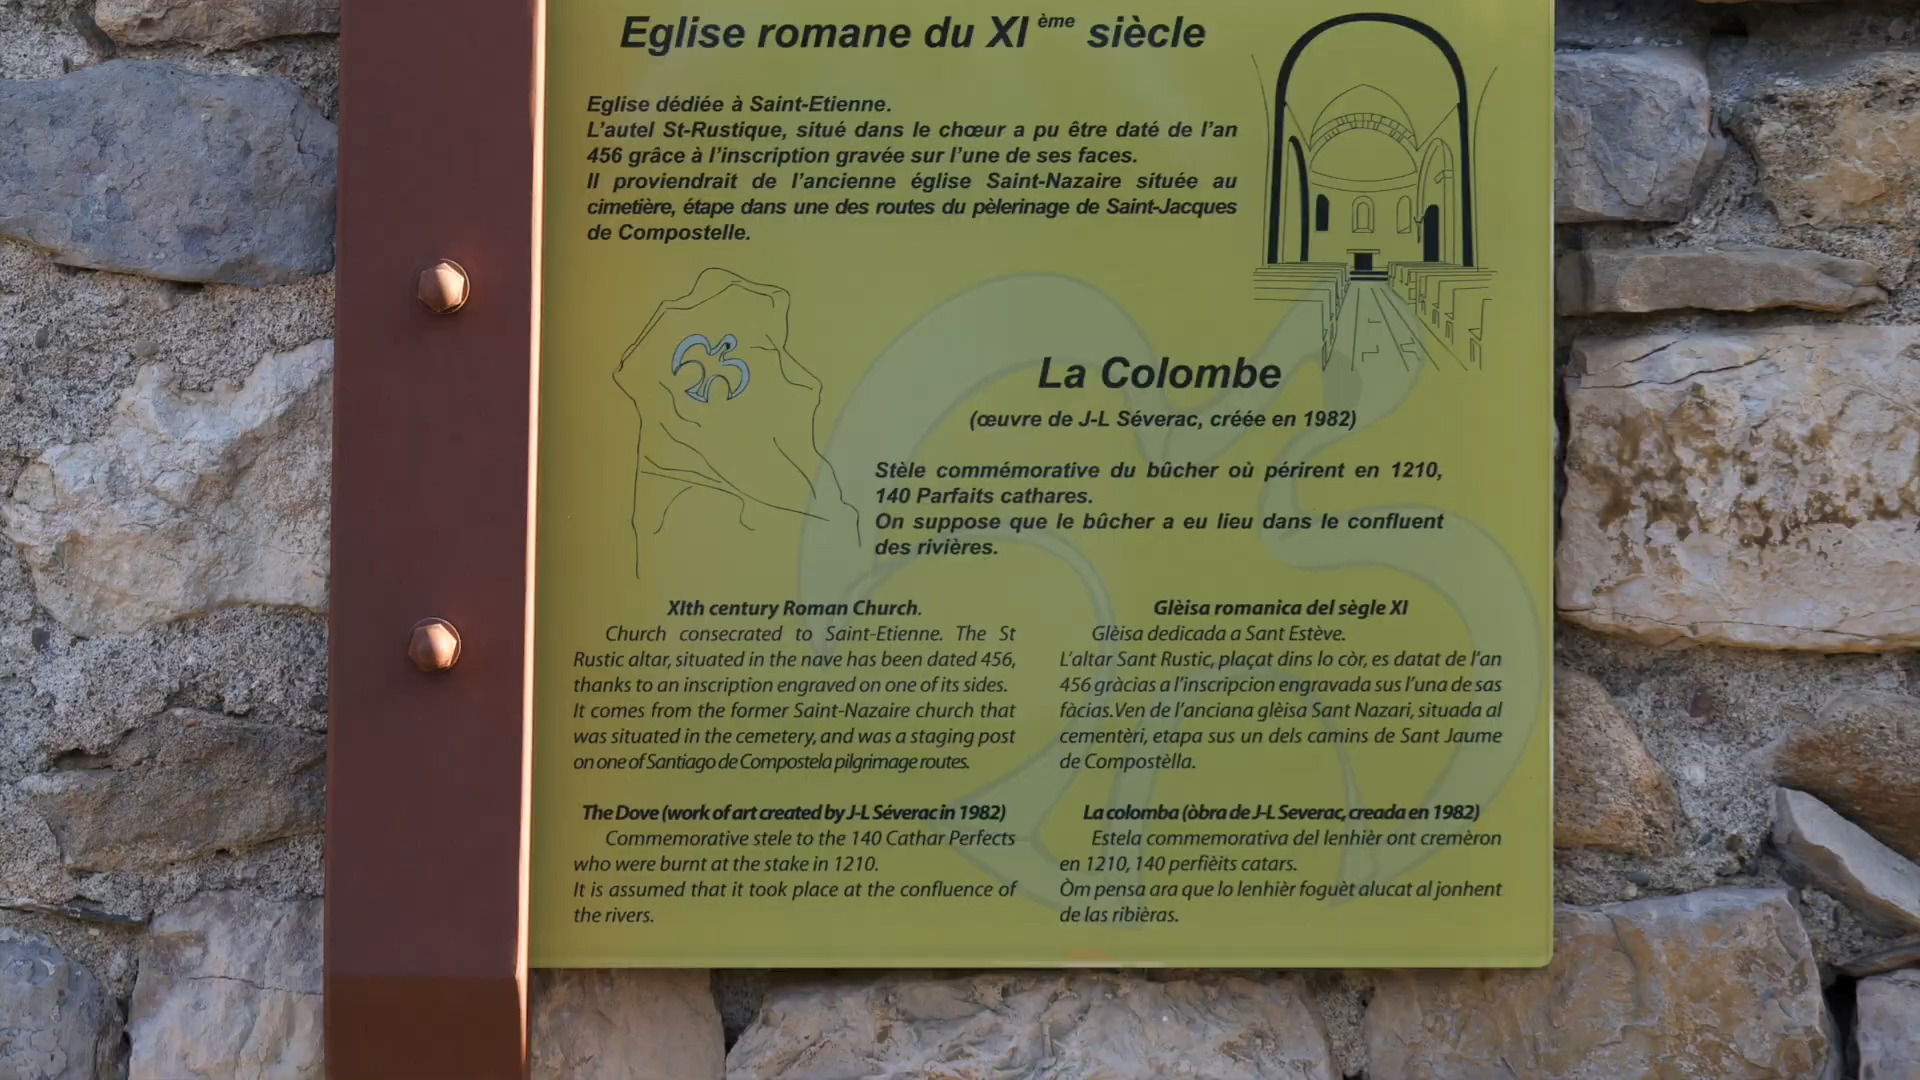 Eglise romane du XI ème siècle
Eglise dédiée à Saint-Etienne.
L'autel St-Rustique, situé dans le chœur a pu être daté de l'an
456 grâce à l'inscription gravée sur l'une de ses faces.
Il proviendrait de l'ancienne église Saint-Nazaire située au
cimetière, étape dans une des routes du pèlerinage de Saint-Jacques
de Compostelle.
La Colombe
(œuvre de J-L Séverac, créée en 1982)
Stèle commémorative du bûcher où périrent en 1210,
140 Parfaits cathares.
On suppose que le bûcher a eu lieu dans le confluent
des rivières.
XIth century Roman Church.
Church consecrated to Saint-Etienne. The St
Rustic altar, situated in the nave has been dated 456,
thanks to an inscription engraved on one of its sides.
It comes from the former Saint-Nazaire church that
was situated in the cemetery, and was a staging post
on one of Santiago de Compostela pilgrimage routes.
The Dove (work of art created by J-L Séverac in 1982)
Commemorative stele to the 140 Cathar Perfects
who were burnt at the stake in 1210.
It is assumed that it took place at the confluence of
the rivers.
Glèisa romanica del sègle XI
Glèisa dedicada a Sant Estève.
L'altar Sant Rustic, plaçat dins lo còr, es datat de l'an
456 gràcias a l'inscripcion engravada sus l'una de sas
fàcias.Ven de l'anciana glèisa Sant Nazari, situada al
cementèri, etapa sus un dels camins de Sant Jaume
de Compostèlla.
La colomba (òbra de J-L Severac, creada en 1982)
Estela commemorativa del lenhièr ont cremèron
en 1210, 140 perfièits catars.
Òm pensa ara que lo lenhièr foguèt alucat al jonhent
de las ribièras.